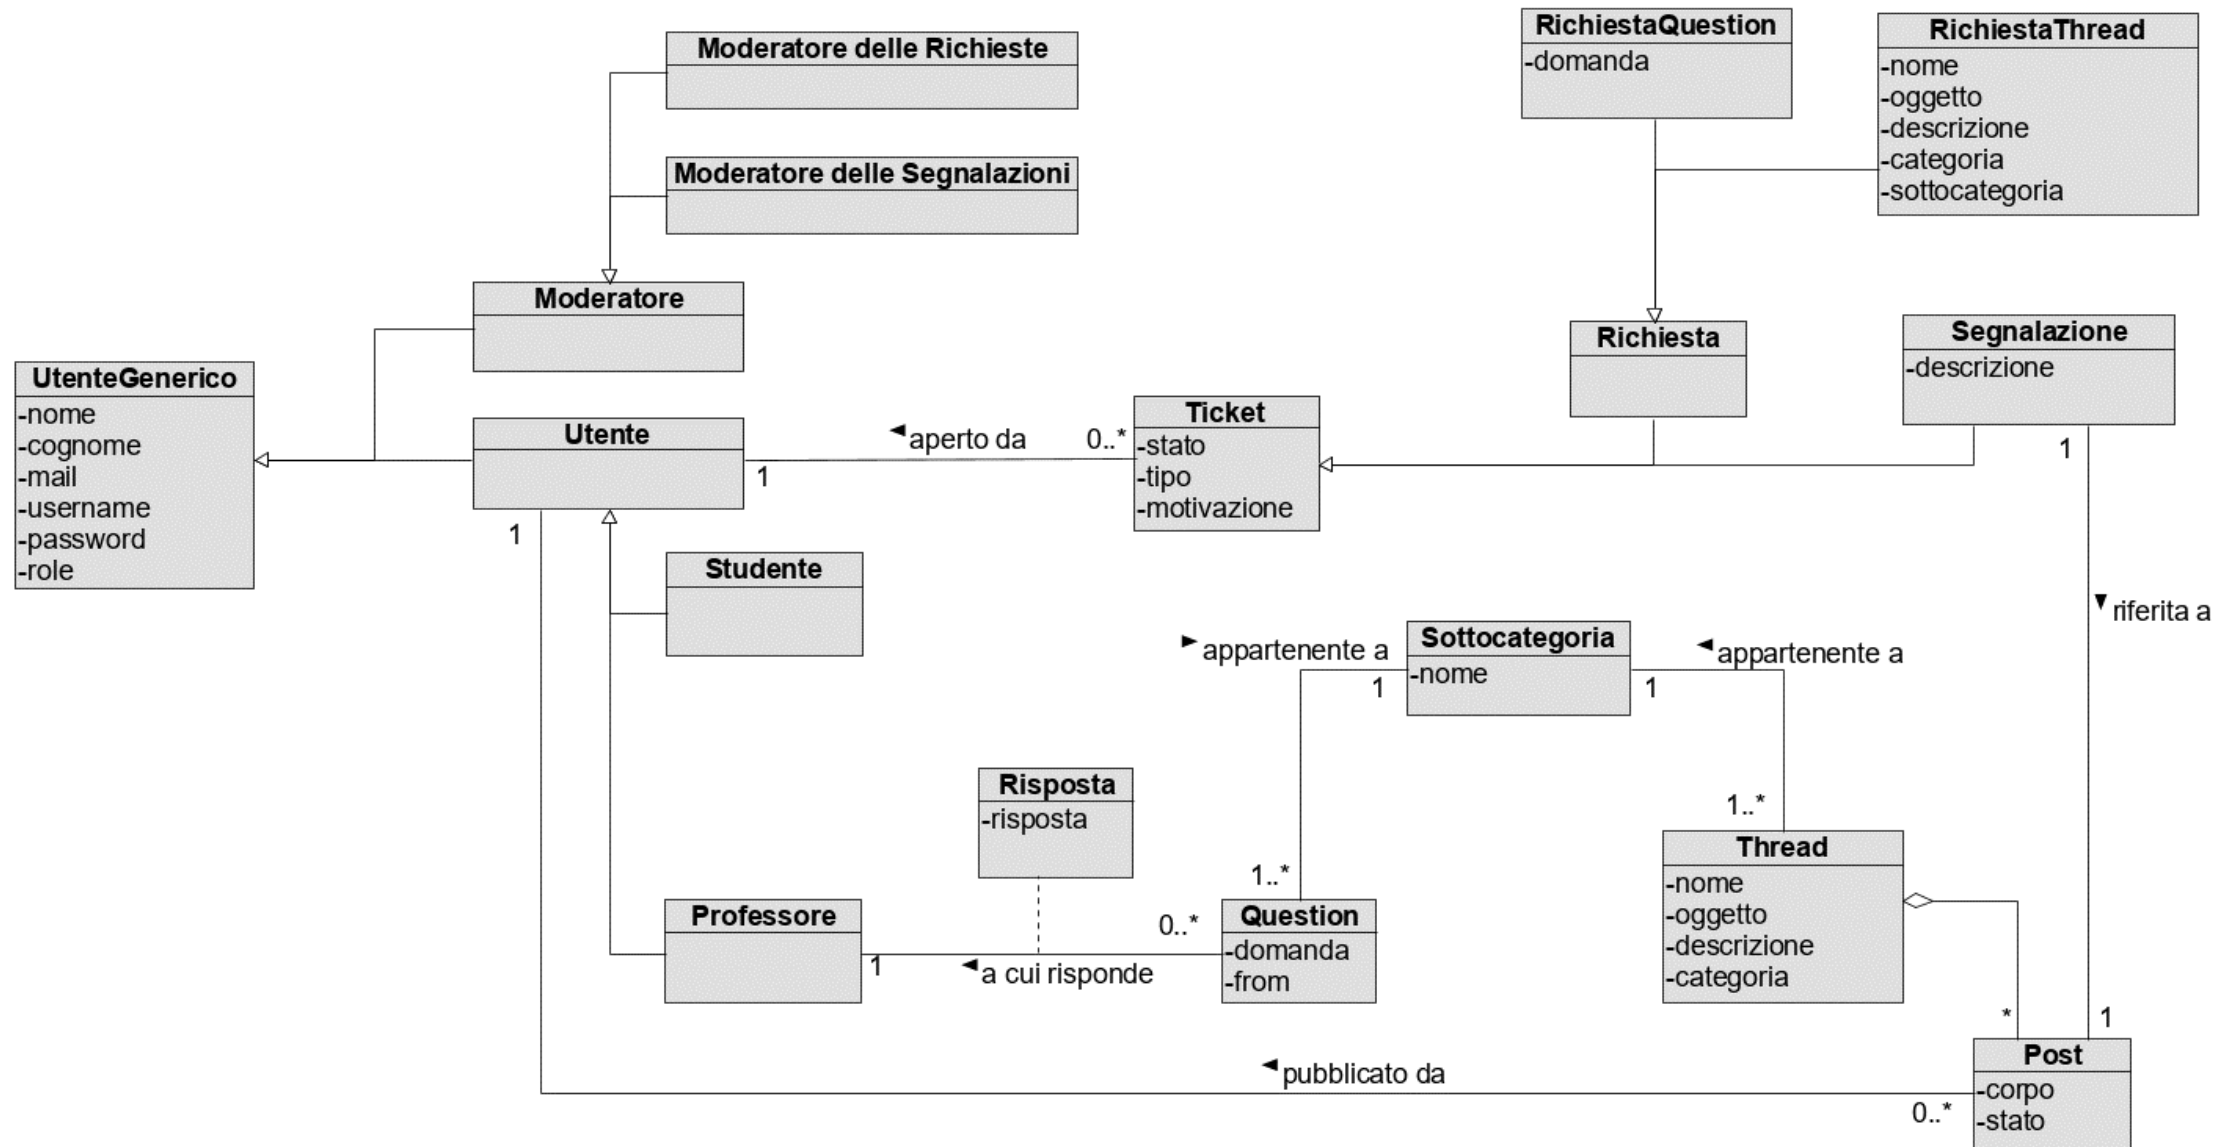 Moderatore delle Richieste
Moderatore delle Segnalazioni
Moderatore
UtenteGenerico
-nome
-cognome
-mail
-username
-password
-role
Utente
1
1
◄aperto da
0..*
Ticket
-stato
-tipo
-motivazione
RichiestaQuestion
-domanda
RichiestaThread
-nome
-oggetto
-descrizione
-categoria
-sottocategoria
Richiesta
Segnalazione
-descrizione
1
▼ riferita a
1
Studente
Professore
1
◄a cui risponde
0..*
Risposta
-risposta
Question
-domanda
-from
1..*
► appartenente a
1
Sottocategoria
-nome
1
◄appartenente a
1..*
Thread
-nome
-oggetto
-descrizione
-categoria
*
Post
-corpo
-stato
◄pubblicato da
0..*